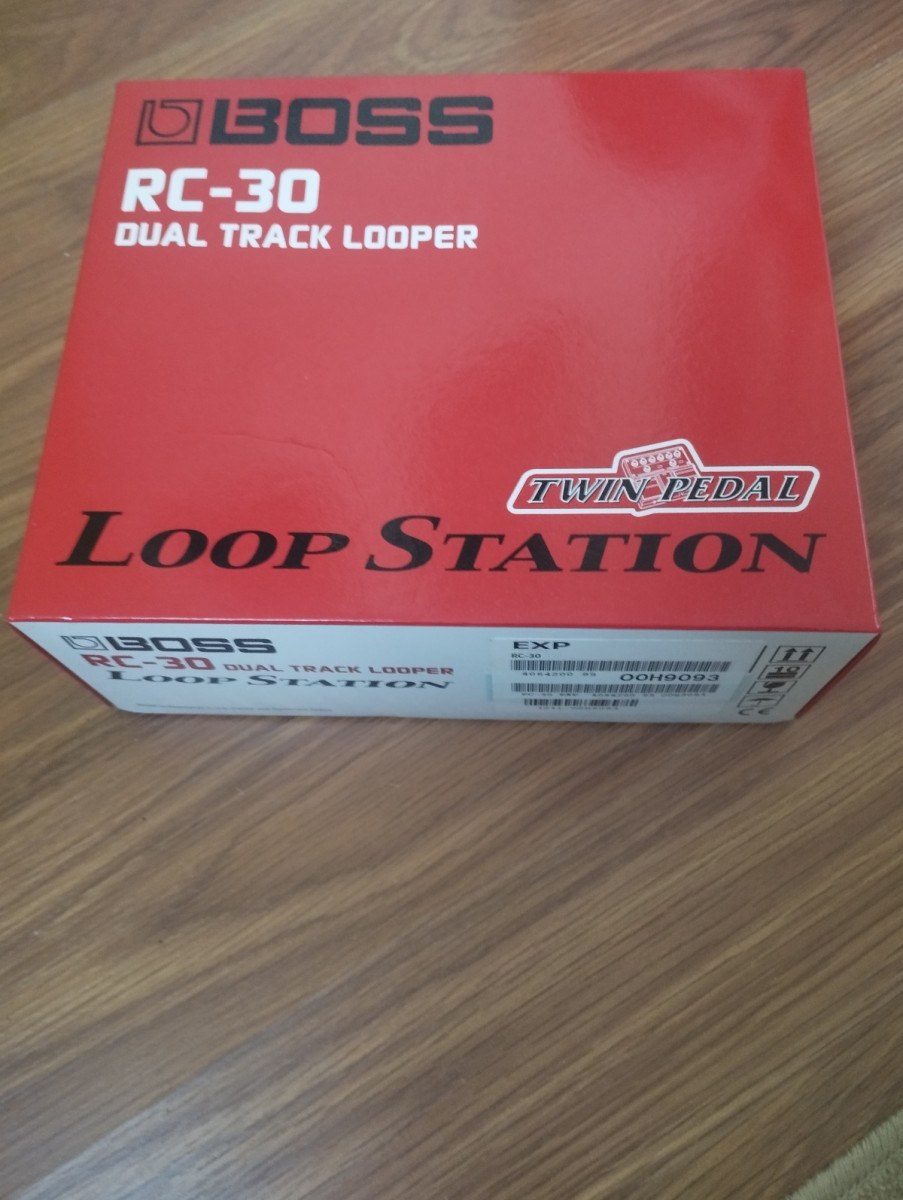 BOSS
RC-30
DUAL TRACK LOOPER
TWIN PEDAL
LOOP STATION
BOSS
RC-30 DUAL TRACK LOOPER
LOOP STATION
EXP
RC-30
00H9093